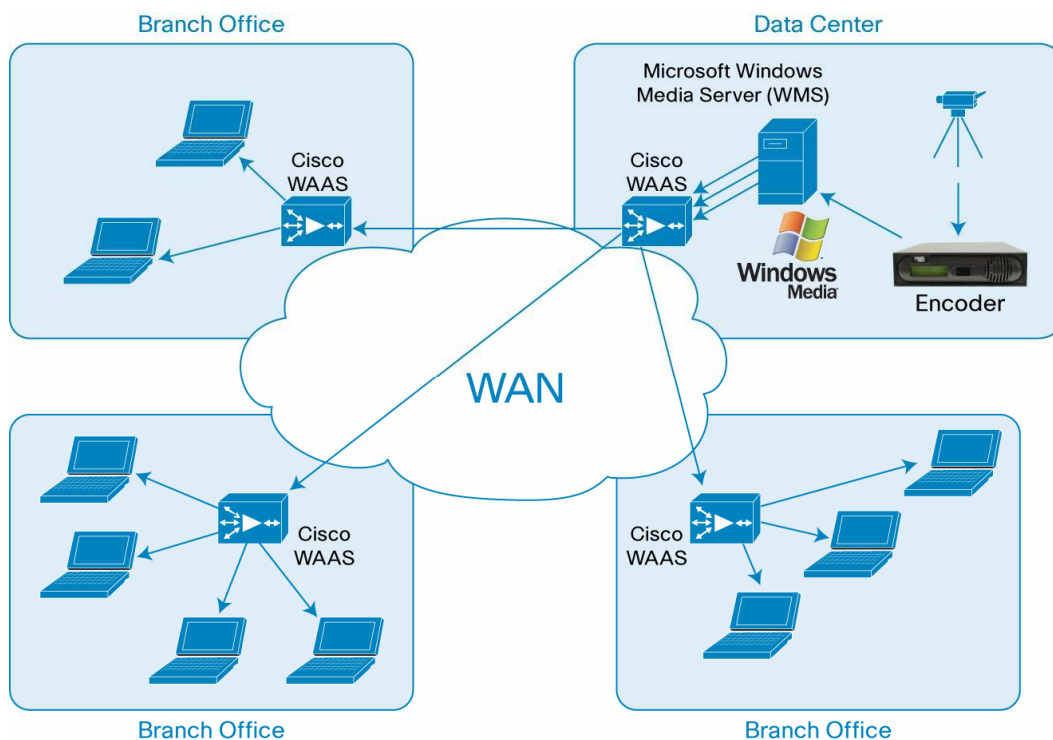 Branch Office
Data Center
Microsoft Windows
Media Server (WMS)
Cisco
WAAS
Cisco
WAAS
Windows
Media
Encoder
WAN
Cisco
WAAS
Cisco
WAAS
Branch Office
Branch Office